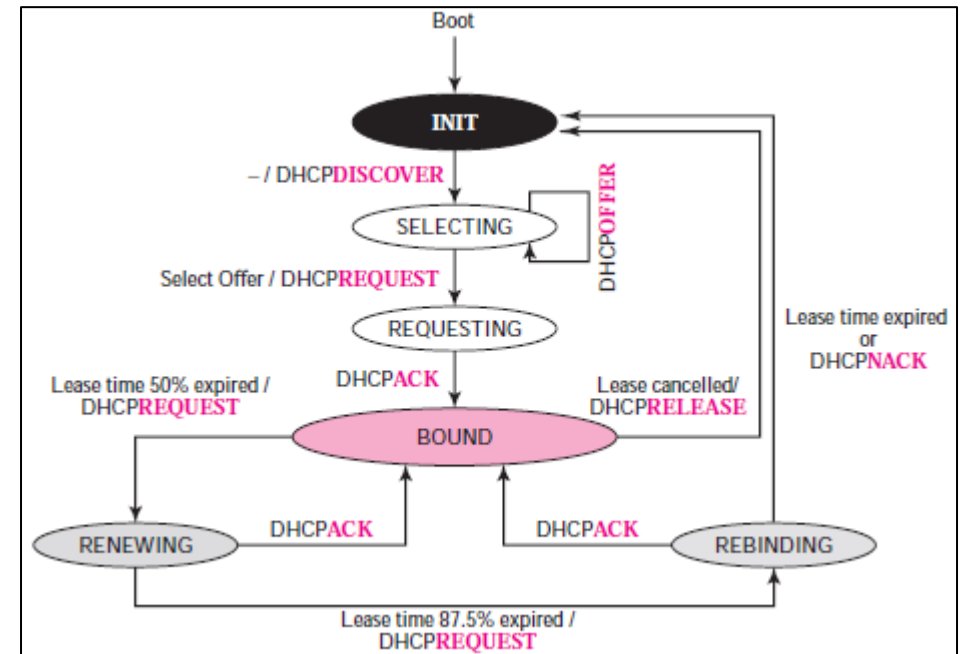 Boot
INIT
– / DHCPDISCOVER
SELECTING
DHCPOFFER
Select Offer / DHCPREQUEST
REQUESTING
Lease time expired
or
DHCPNACK
DHCPACK
Lease time 50% expired /
DHCPREQUEST
Lease cancelled/
DHCPRELEASE
BOUND
RENEWING
DHCPACK
DHCPACK
REBINDING
Lease time 87.5% expired /
DHCPREQUEST